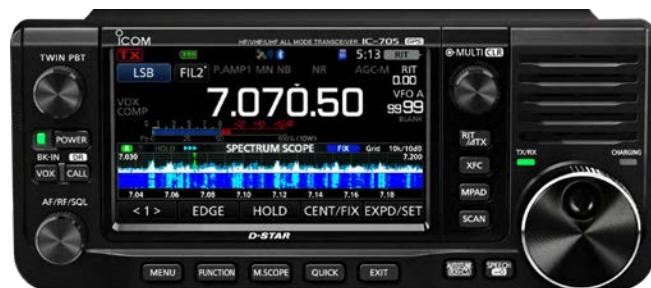 ICOM
HF/VHF/UHF ALL MODE TRANSCEIVER IC-705 GPS
TWIN PBT
MULTI CLR
TX
5:13 RIT
LSB FIL2 P.AMP1 MN NB NR AGC-M RIT
0.00
VOX
COMP
7.070.50
VFO A
99 99
BLANK
HOLD SPECTRUM SCOPE FIX Grid 10k/10dB
7.030 7.200
7.04 7.06 7.08 7.10 7.12 7.14 7.16 7.18
< 1 > EDGE HOLD CENT/FIX EXPD/SET
D-STAR
POWER
BK-IN DR
VOX CALL
AF/RF/SQL
RIT
/ΔTX
XFC
MPAD
SCAN
TX/RX CHARGING
MENU FUNCTION M.SCOPE QUICK EXIT
SPEECH